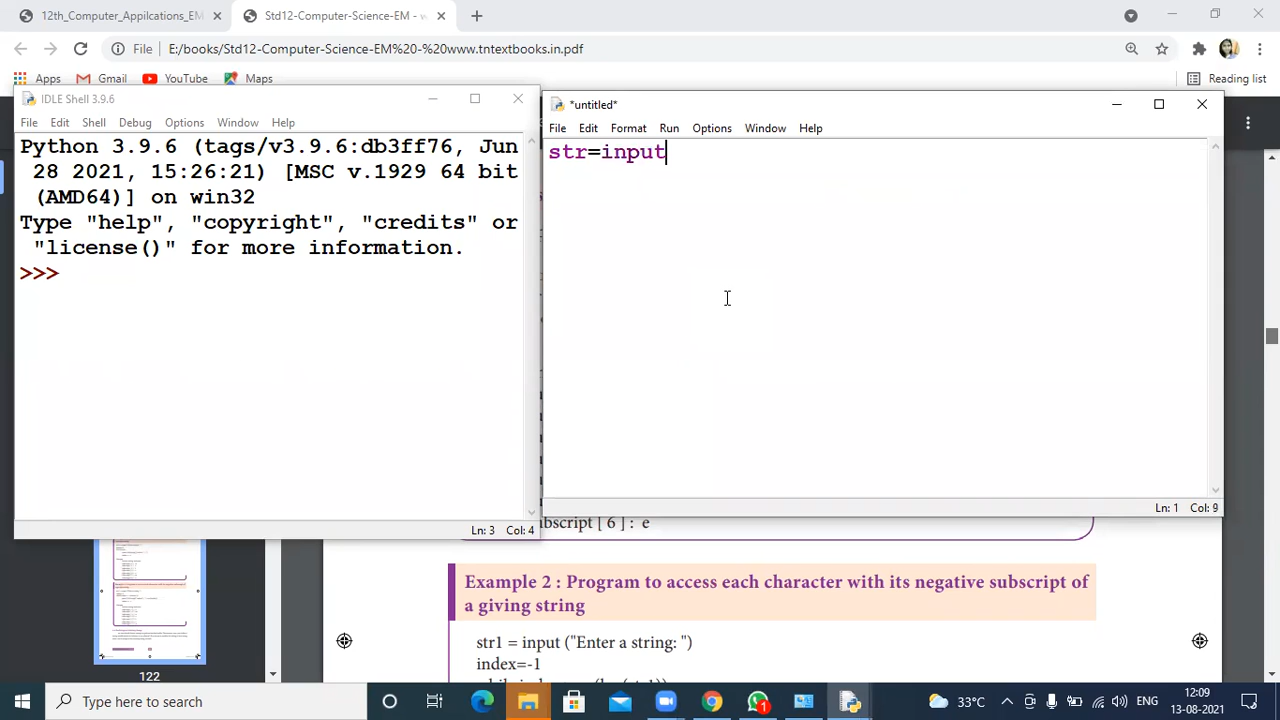 12th_Computer_Appilcations_EM
Std12-Computer-Science-EM - w
File
E:/books/Std12-Computer-Science-EM%20-%20www.tntextbooks.in.pdf
Apps
Gmail
YouTube
Maps
Reading list
IDLE Shell 3.9.6
File Edit Shell Debug Options Window Help
Python 3.9.6 (tags/v3.9.6:db3ff76, Jun
28 2021, 15:26:21) [MSC v.1929 64 bit
(AMD64)] on win32
Type "help", "copyright", "credits" or
"license()" for more information.
>>>
Ln: 3 Col: 4
*untitled*
File Edit Format Run Options Window Help
str=input
Ln: 1 Col: 9
ubscript [ 6 ] : e
Example 2 : Program to access each character with its negative subscript of
a giving string
str1 = input ("Enter a string: ")
index=-1
122
Type here to search
1
33°C
ENG
12:09
13-08-2021